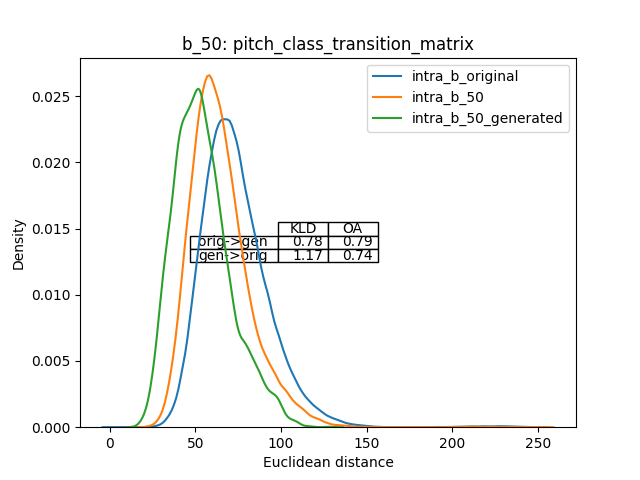 b_50: pitch_class_transition_matrix
intra_b_original
intra_b_50
intra_b_50_generated
0.025
0.020
0.015
0.010
0.005
0.000
Density
KLD OA
orig->gen 0.78 0.79
gen->orig 1.17 0.74
0 50 100 150 200 250
Euclidean distance